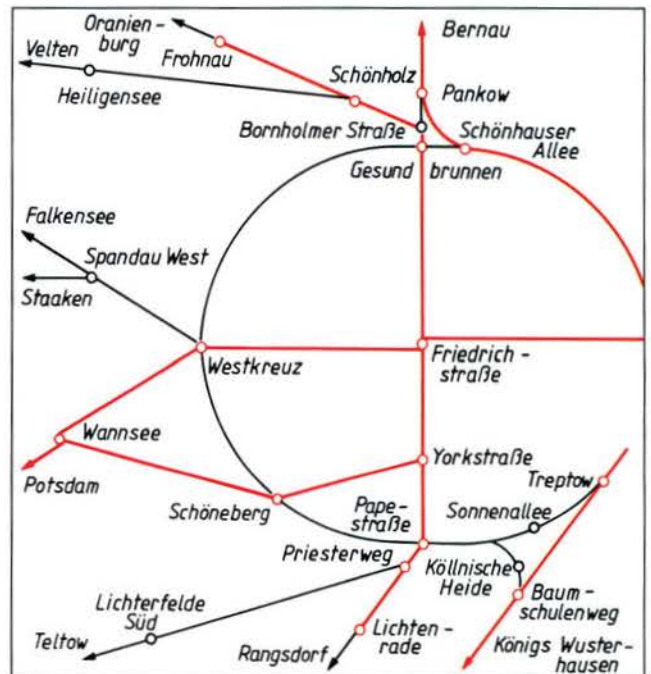 Oranien-
burg
Bernau
Velten
Frohnau
Schönholz
Heiligensee
Pankow
Bornholmer Straße
Schönhauser
Allee
Gesund
brunnen
Falkensee
Spandau West
Staaken
Westkreuz
Friedrich-
straße
Wannsee
Yorkstraße
Potsdam
Treptow
Schöneberg
Pape-
straße
Sonnenallee
Priesterweg
Köllnische
Heide
Baum-
schulenweg
Lichterfelde
Süd
Teltow
Lichten-
rade
Rangsdorf
Königs Wuster-
hausen